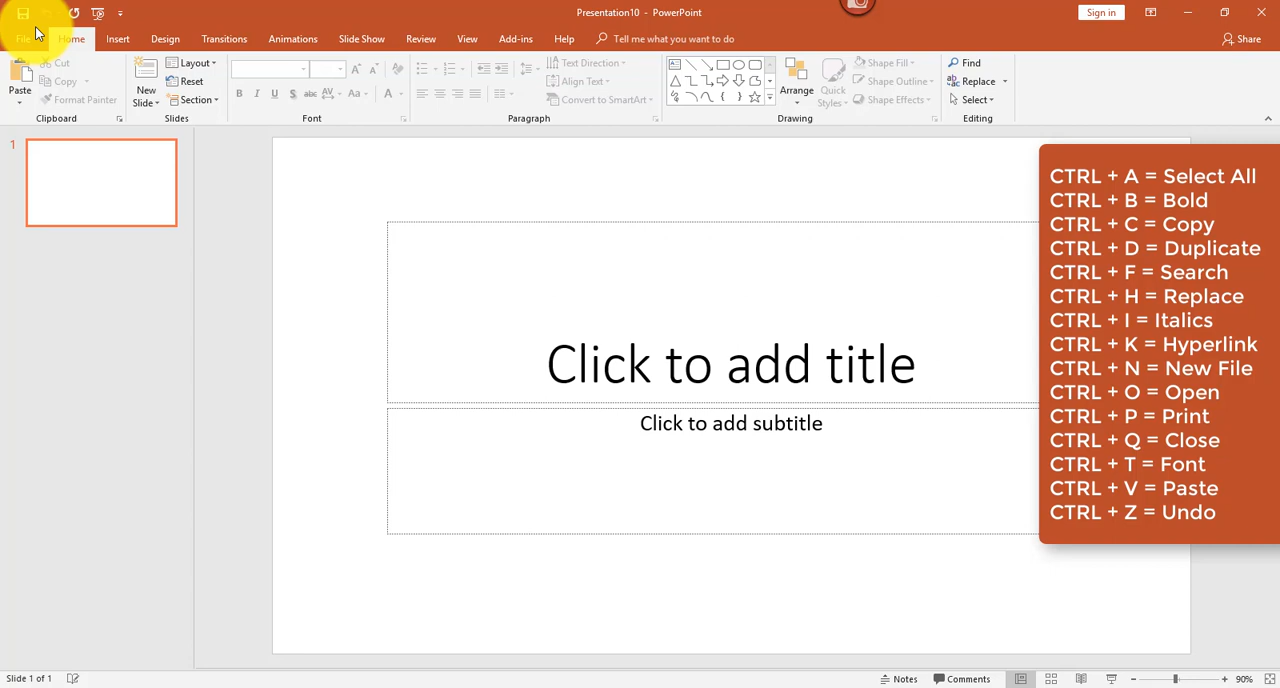 Presentation10 - PowerPoint
Sign in
File Home Insert Design Transitions Animations Slide Show Review View Add-ins Help Tell me what you want to do Share
Paste
Cut
Copy
Format Painter
Clipboard
New
Slide
Layout
Reset
Section
Slides
B I U S abc AV Aa A
Font
Text Direction
Align Text
Convert to SmartArt
Paragraph
Arrange
Quick
Styles
Shape Fill
Shape Outline
Shape Effects
Drawing
Find
Replace
Select
Editing
1
Click to add title
Click to add subtitle
CTRL + A = Select All
CTRL + B = Bold
CTRL + C = Copy
CTRL + D = Duplicate
CTRL + F = Search
CTRL + H = Replace
CTRL + I = Italics
CTRL + K = Hyperlink
CTRL + N = New File
CTRL + O = Open
CTRL + P = Print
CTRL + Q = Close
CTRL + T = Font
CTRL + V = Paste
CTRL + Z = Undo
Slide 1 of 1
Notes Comments 90%